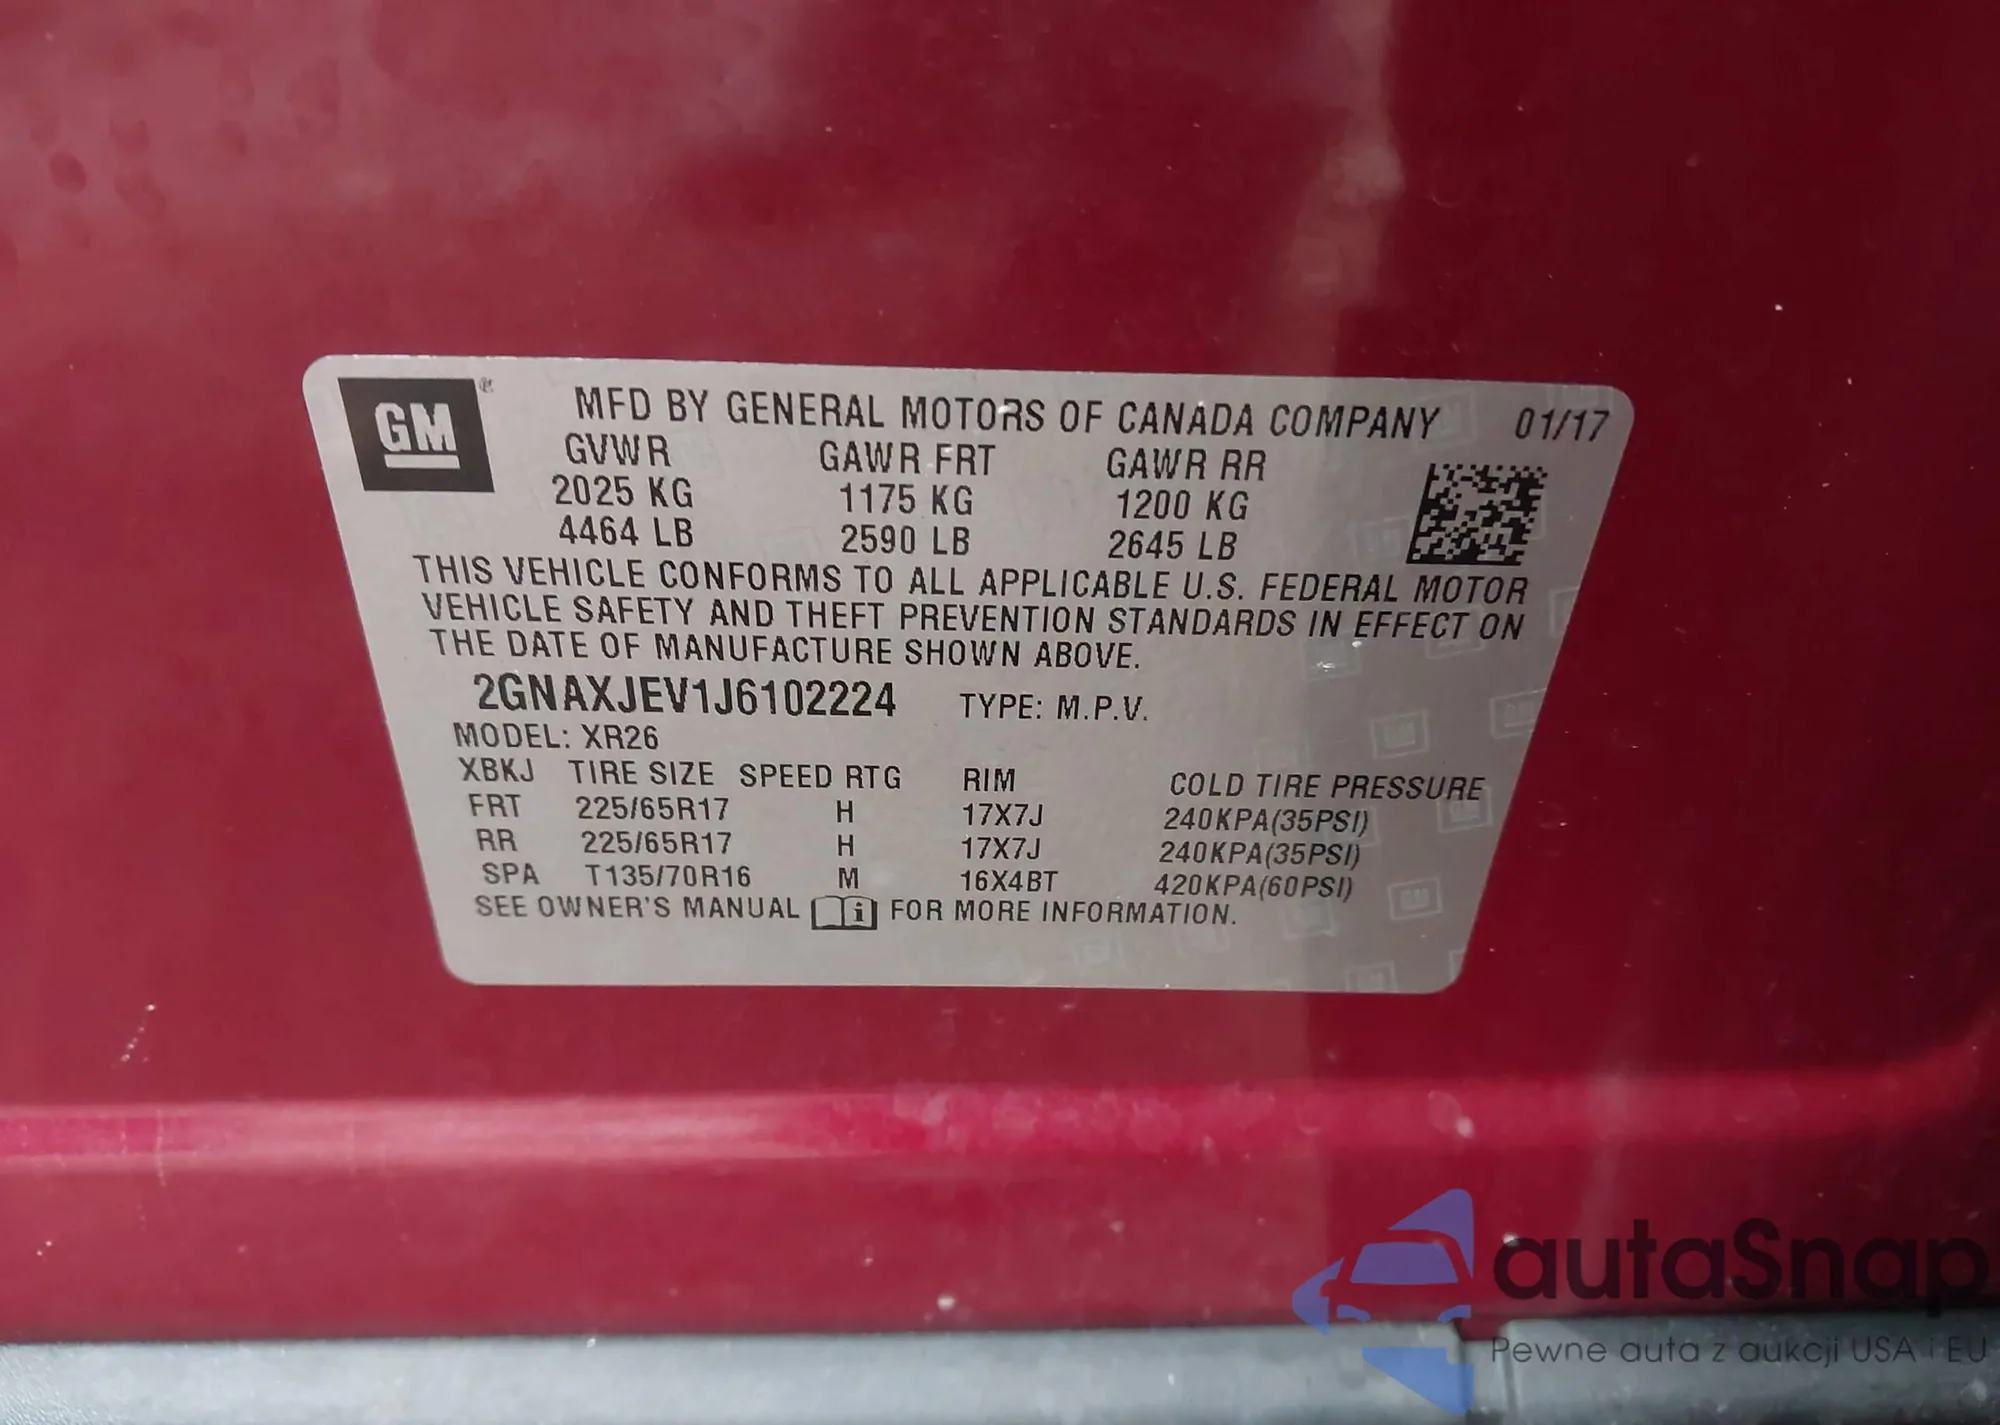 GM
MFD BY GENERAL MOTORS OF CANADA COMPANY 01/17
GVWR GAWR FRT GAWR RR
2025 KG 1175 KG 1200 KG
4464 LB 2590 LB 2645 LB
THIS VEHICLE CONFORMS TO ALL APPLICABLE U.S. FEDERAL MOTOR
VEHICLE SAFETY AND THEFT PREVENTION STANDARDS IN EFFECT ON
THE DATE OF MANUFACTURE SHOWN ABOVE.
2GNAXJEV1J6102224 TYPE: M.P.V.
MODEL: XR26
XBKJ TIRE SIZE SPEED RTG RIM COLD TIRE PRESSURE
FRT 225/65R17 H 17X7J 240KPA(35PSI)
RR 225/65R17 H 17X7J 240KPA(35PSI)
SPA T135/70R16 M 16X4BT 420KPA(60PSI)
SEE OWNER'S MANUAL i FOR MORE INFORMATION.
autaSnap
Pewne auta z aukcji USA i EU